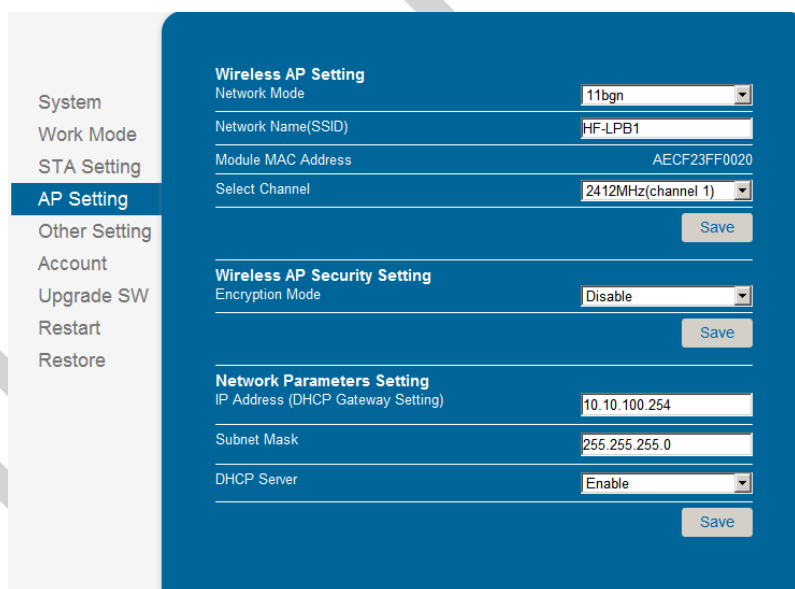 System
Work Mode
STA Setting
AP Setting
Other Setting
Account
Upgrade SW
Restart
Restore
Wireless AP Setting
Network Mode 11bgn
Network Name(SSID) HF-LPB1
Module MAC Address AECF23FF0020
Select Channel 2412MHz(channel 1)
Save
Wireless AP Security Setting
Encryption Mode Disable
Save
Network Parameters Setting
IP Address (DHCP Gateway Setting) 10.10.100.254
Subnet Mask 255.255.255.0
DHCP Server Enable
Save